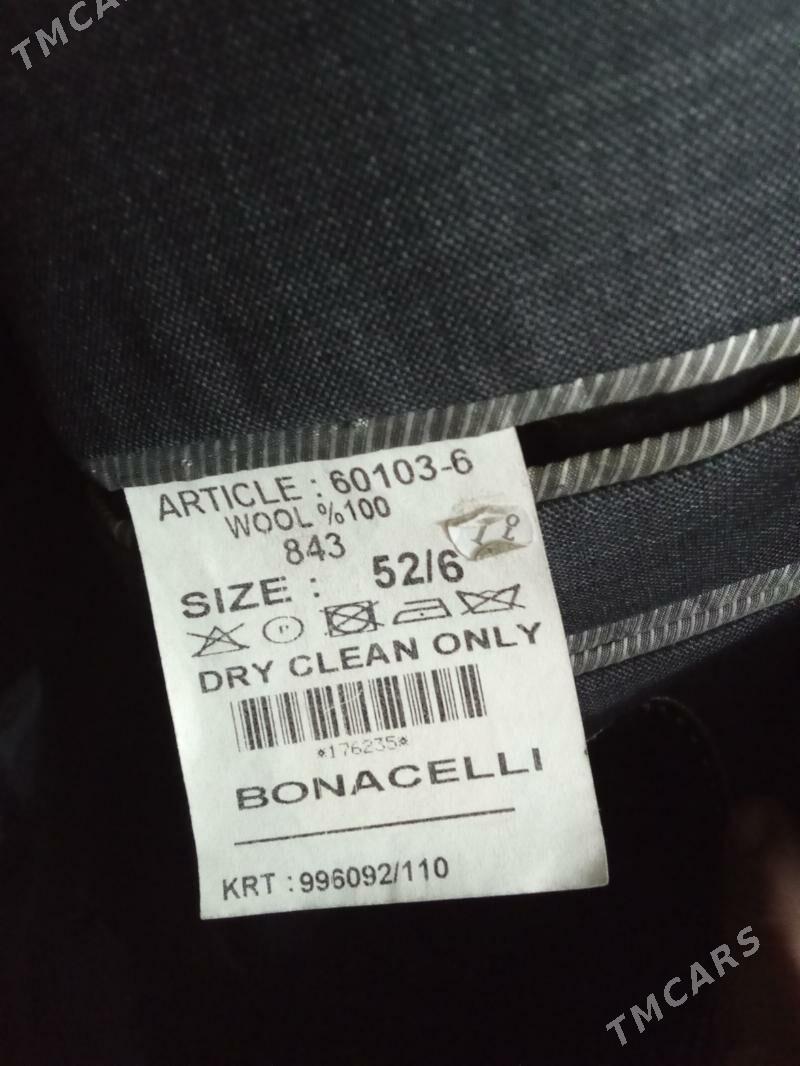 TMCARS
ARTICLE : 60103-6
WOOL %100
843
SIZE : 52/6
DRY CLEAN ONLY
*176235*
BONACELLI
KRT : 996092/110
TMCARS